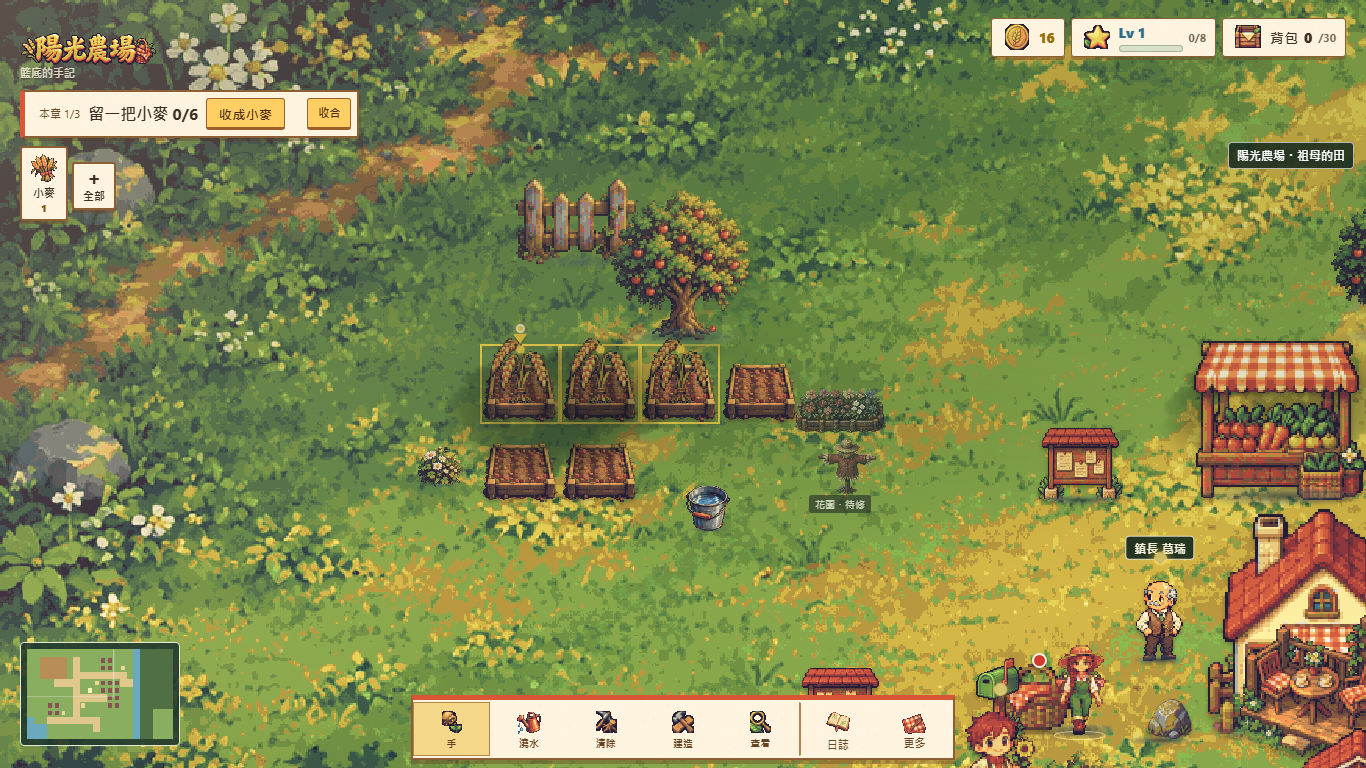 陽光農場
籃底的手記
16
Lv 1
0/8
背包 0 /30
本章 1/3 留一把小麥 0/6 收成小麥 收合
小麥
1
+
全部
陽光農場・祖母的田
花圃・待修
鎮長 葛瑞
手
澆水
清除
建造
查看
日誌
更多